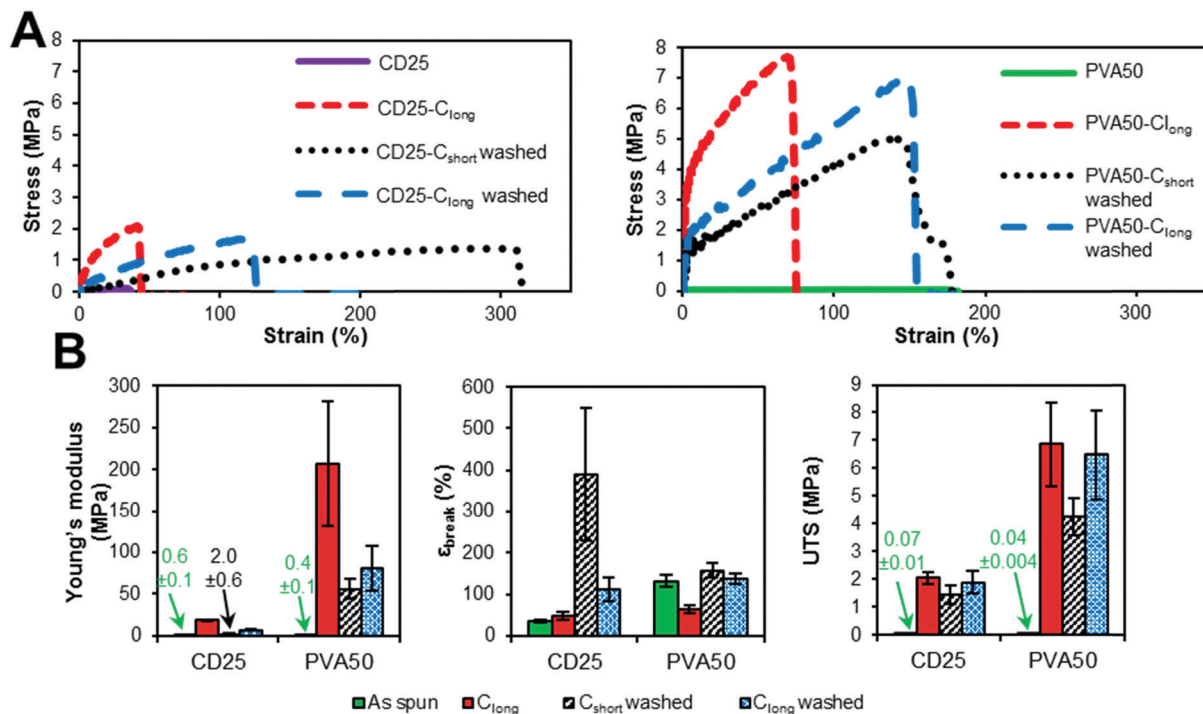 A
8
7
6
5
4
3
2
1
0
Stress (MPa)
0
100
200
300
Strain (%)
CD25
CD25-Clong
CD25-Cshort washed
CD25-Clong washed
8
7
6
5
4
3
2
1
0
Stress (MPa)
0
100
200
300
Strain (%)
PVA50
PVA50-Clong
PVA50-Cshort
washed
PVA50-Clong
washed
B
300
250
200
150
100
50
0
Young's modulus
(MPa)
0.6
±0.1
2.0
±0.6
0.4
±0.1
CD25
PVA50
600
500
400
300
200
100
0
εbreak (%)
CD25
PVA50
9
8
7
6
5
4
3
2
1
0
UTS (MPa)
0.07
±0.01
0.04
±0.004
CD25
PVA50
As spun
Clong
Cshort washed
Clong washed